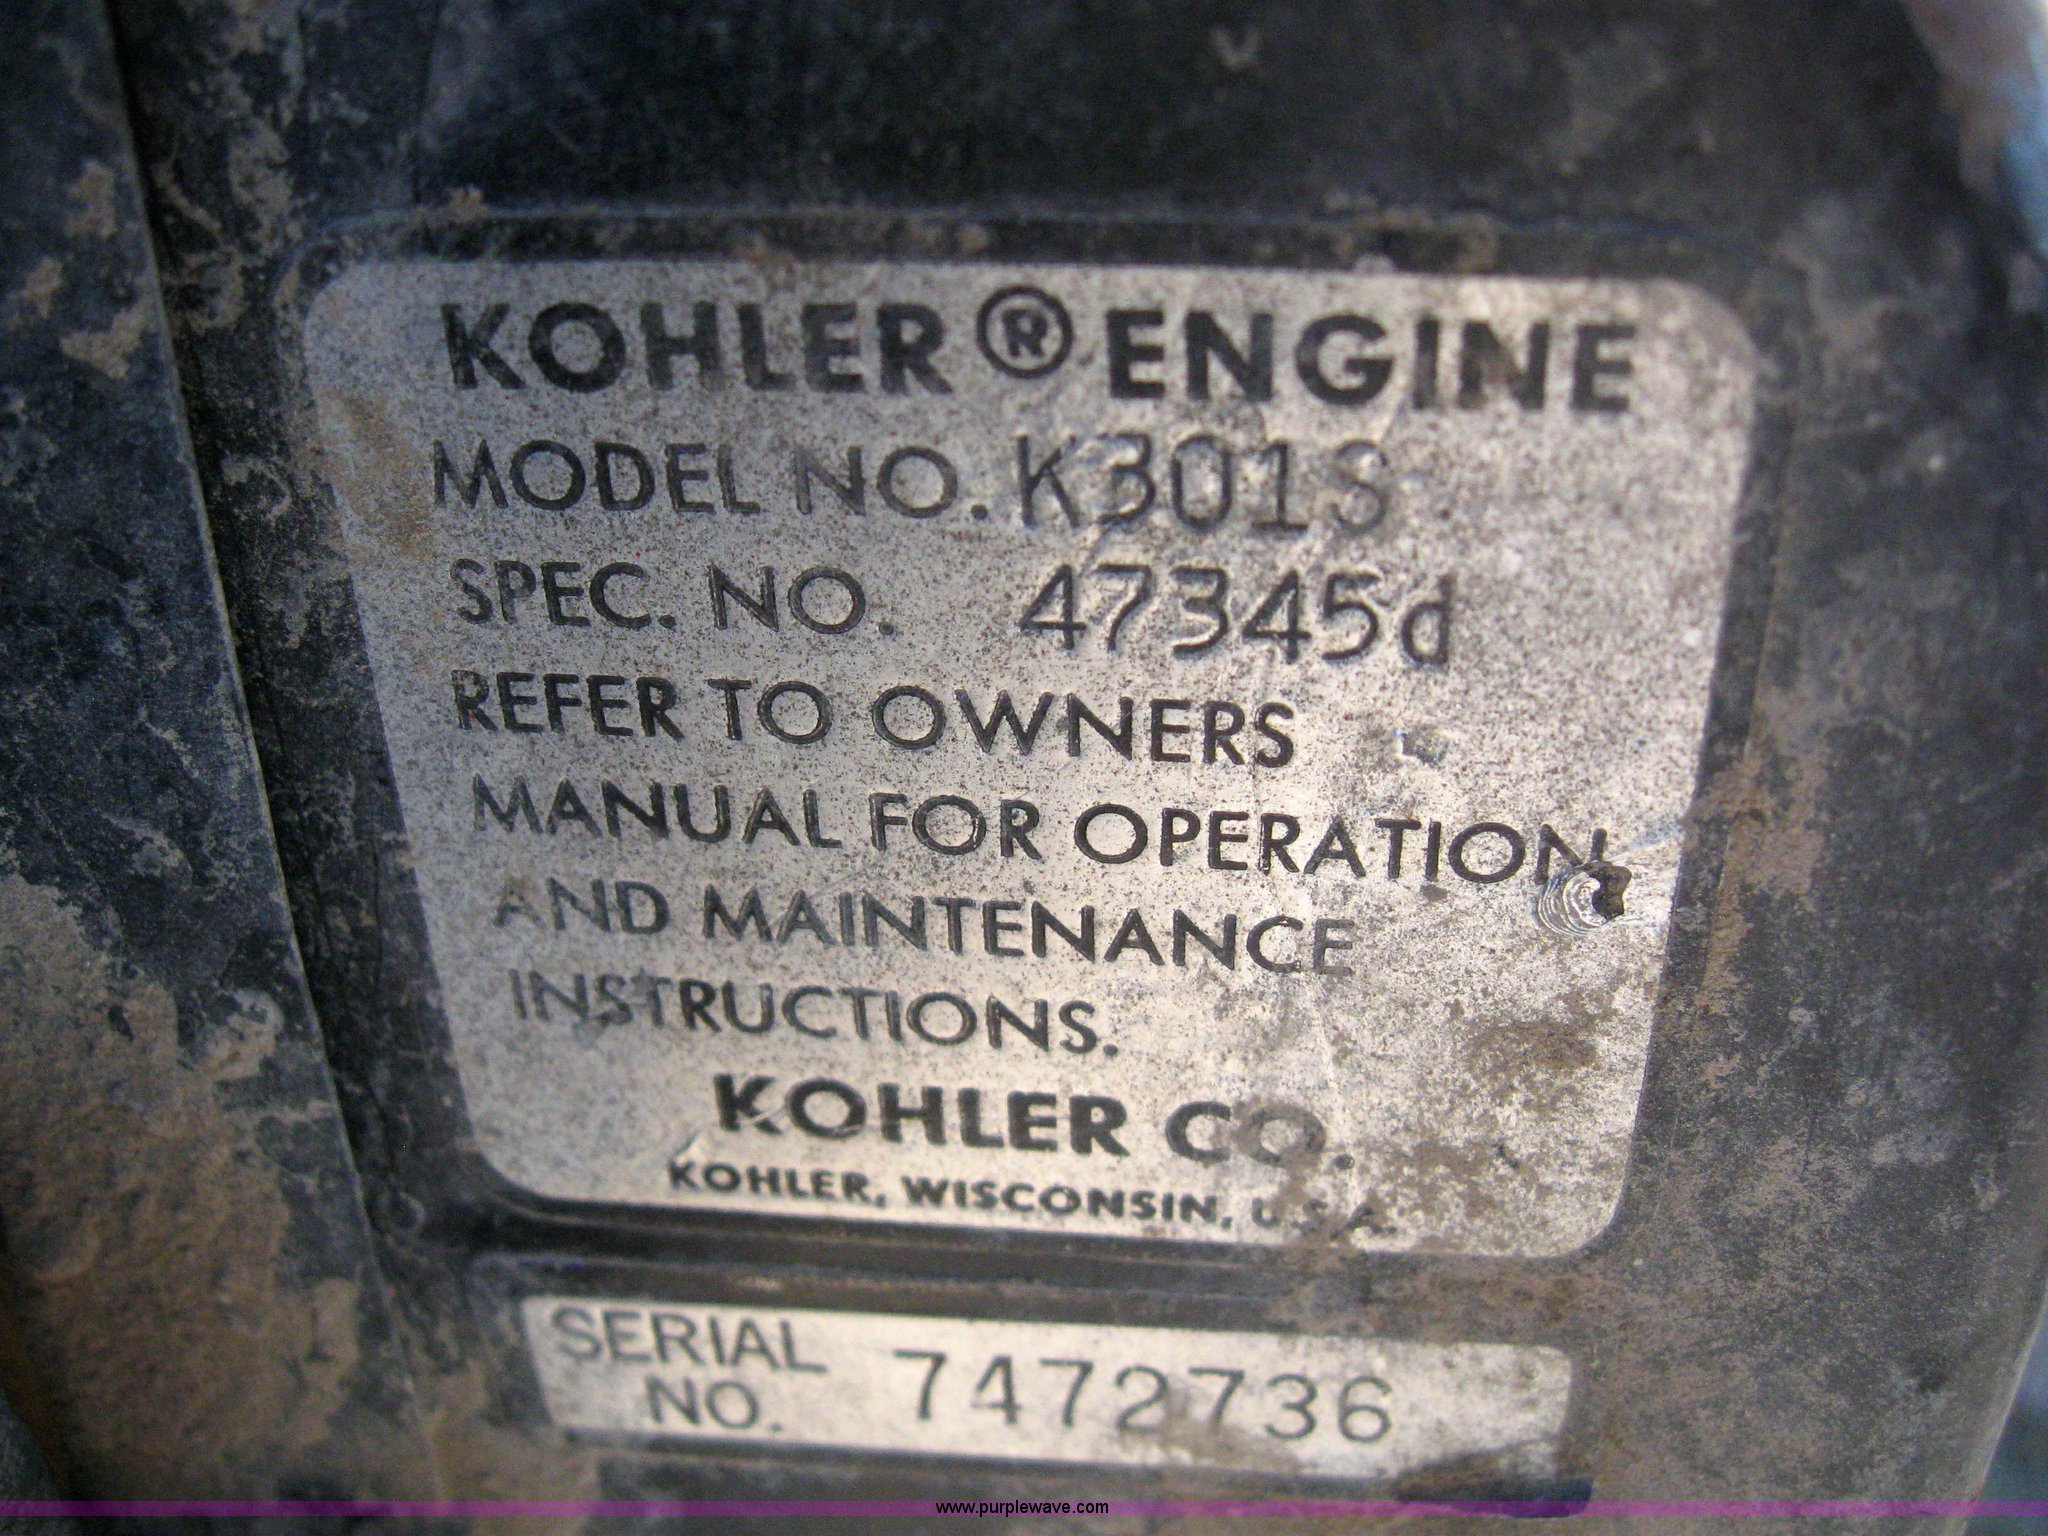 KOHLER ® ENGINE
MODEL NO. K301S
SPEC. NO. 47345d
REFER TO OWNERS
MANUAL FOR OPERATION
AND MAINTENANCE
INSTRUCTIONS.
KOHLER CO.
KOHLER, WISCONSIN, U.S.A.
SERIAL NO. 7472736
www.purplewave.com